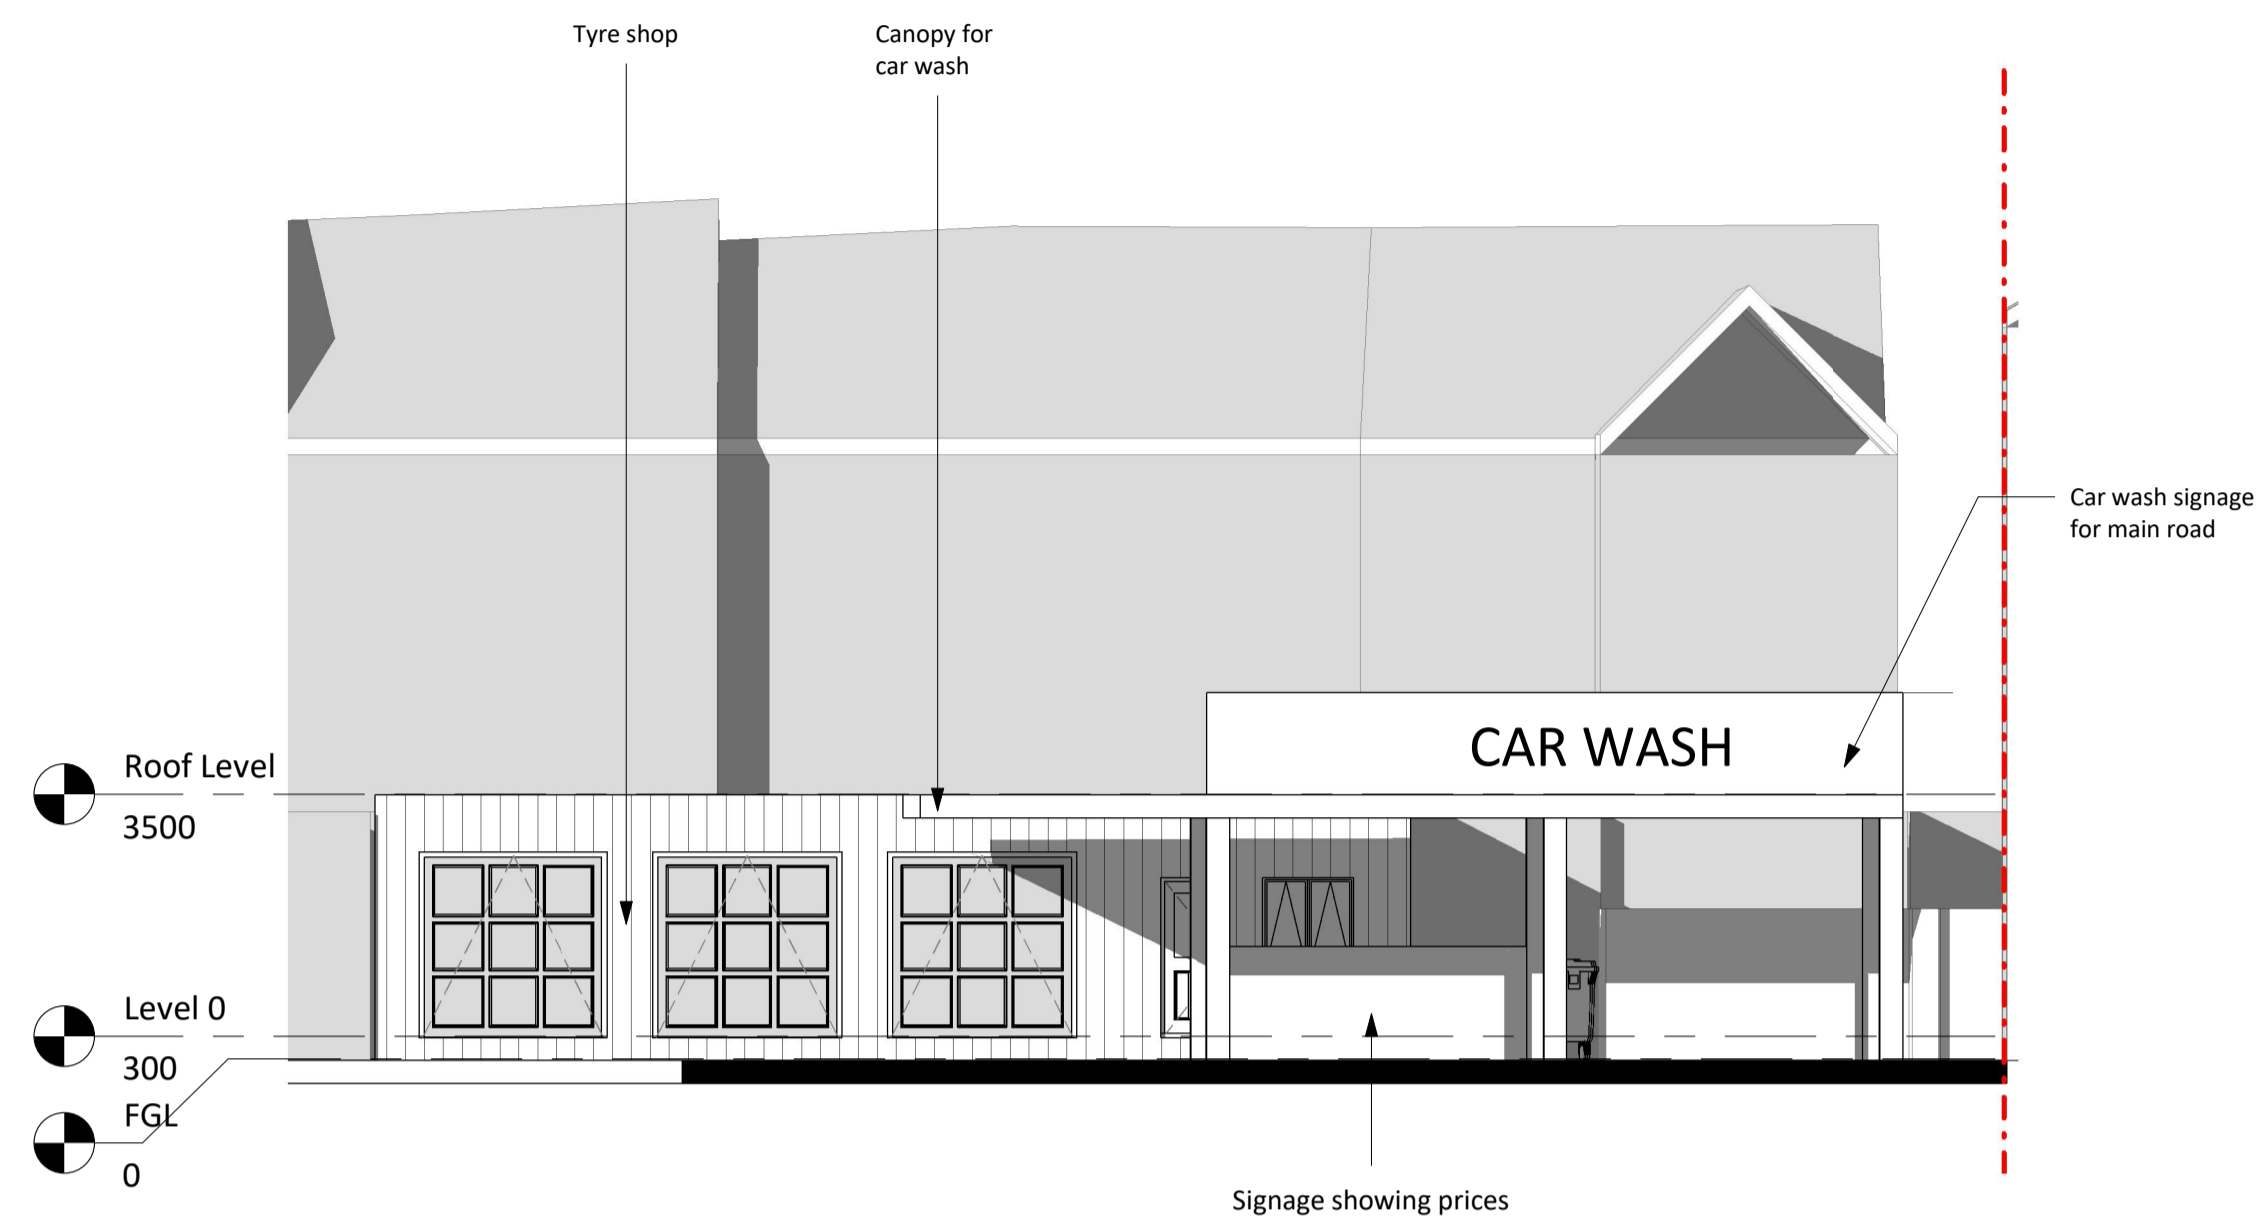 Tyre shop
Canopy for
car wash
Car wash signage
for main road
CAR WASH
Roof Level
3500
Level 0
300
FGL
0
Signage showing prices